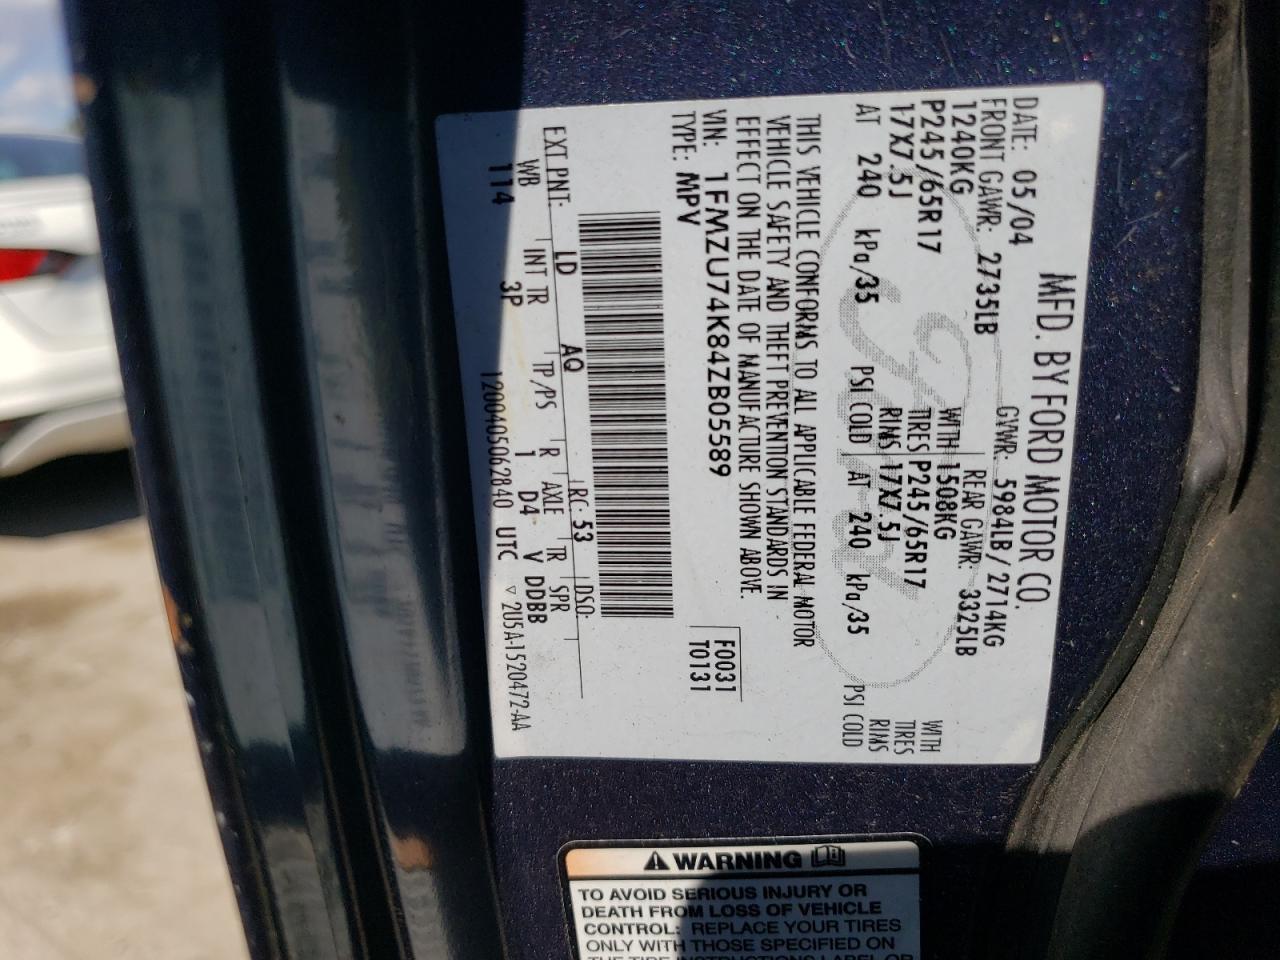 MFD. BY FORD MOTOR CO.
DATE: 05/04 GVWR: 5984LB/2714KG
FRONT GAWR: 2735LB REAR GAWR: 3325LB
1240KG WITH 1508KG WITH
P245/65R17 TIRES P245/65R17 TIRES
17X7.5J RIMS 17X7.5J RIMS
AT 240 kPa/35 PSI COLD AT 240 kPa/35 PSI COLD
THIS VEHICLE CONFORMS TO ALL APPLICABLE FEDERAL MOTOR
VEHICLE SAFETY AND THEFT PREVENTION STANDARDS IN
EFFECT ON THE DATE OF MANUFACTURE SHOWN ABOVE.
VIN: 1FMZU74K84ZB05589 F0031
TYPE: MPV T0131
EXT PNT: LD AQ RC: 53 DSO:
WB INT TR TP/PS R AXLE TR SPR
114 3P 1 D4 V DDBB
1200405062840 UTC ▿ 2U5A-1520472-AA
WARNING
TO AVOID SERIOUS INJURY OR
DEATH FROM LOSS OF VEHICLE
CONTROL: REPLACE YOUR TIRES
ONLY WITH THOSE SPECIFIED ON
THE TIRE INSTRUCTIONS LABEL OR